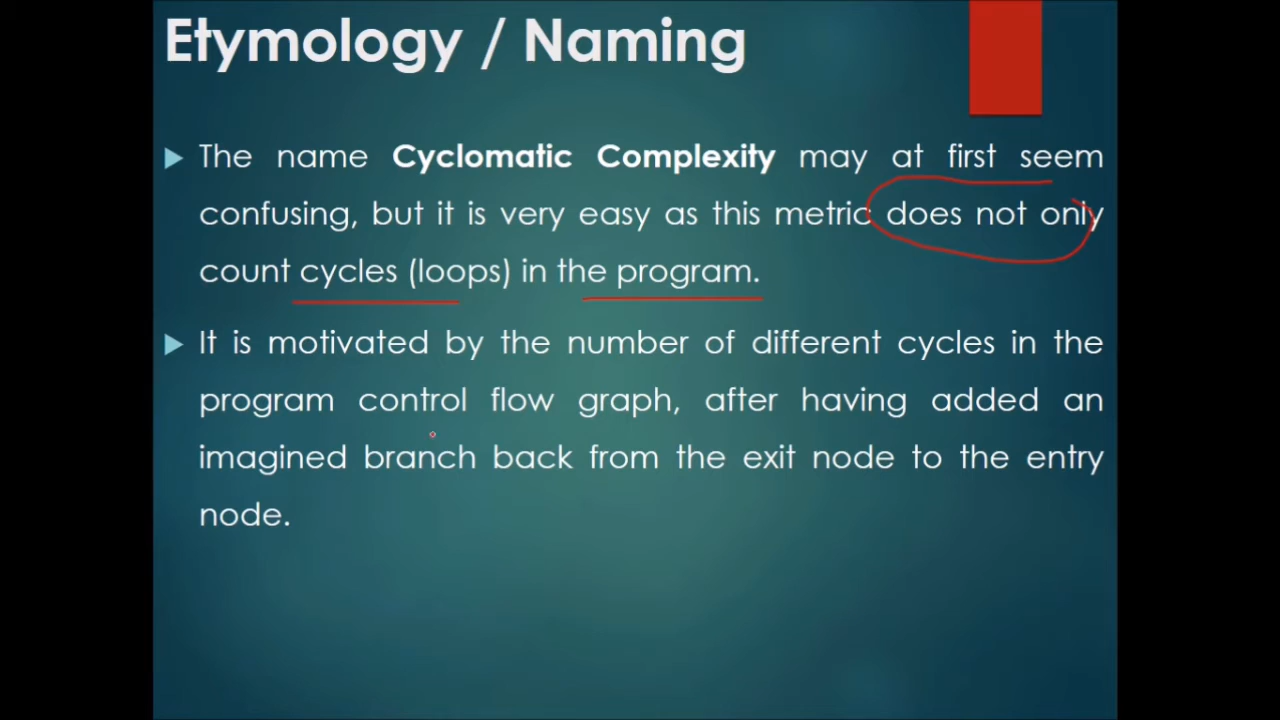 Etymology / Naming
The name Cyclomatic Complexity may at first seem
confusing, but it is very easy as this metric does not only
count cycles (loops) in the program.
It is motivated by the number of different cycles in the
program control flow graph, after having added an
imagined branch back from the exit node to the entry
node.